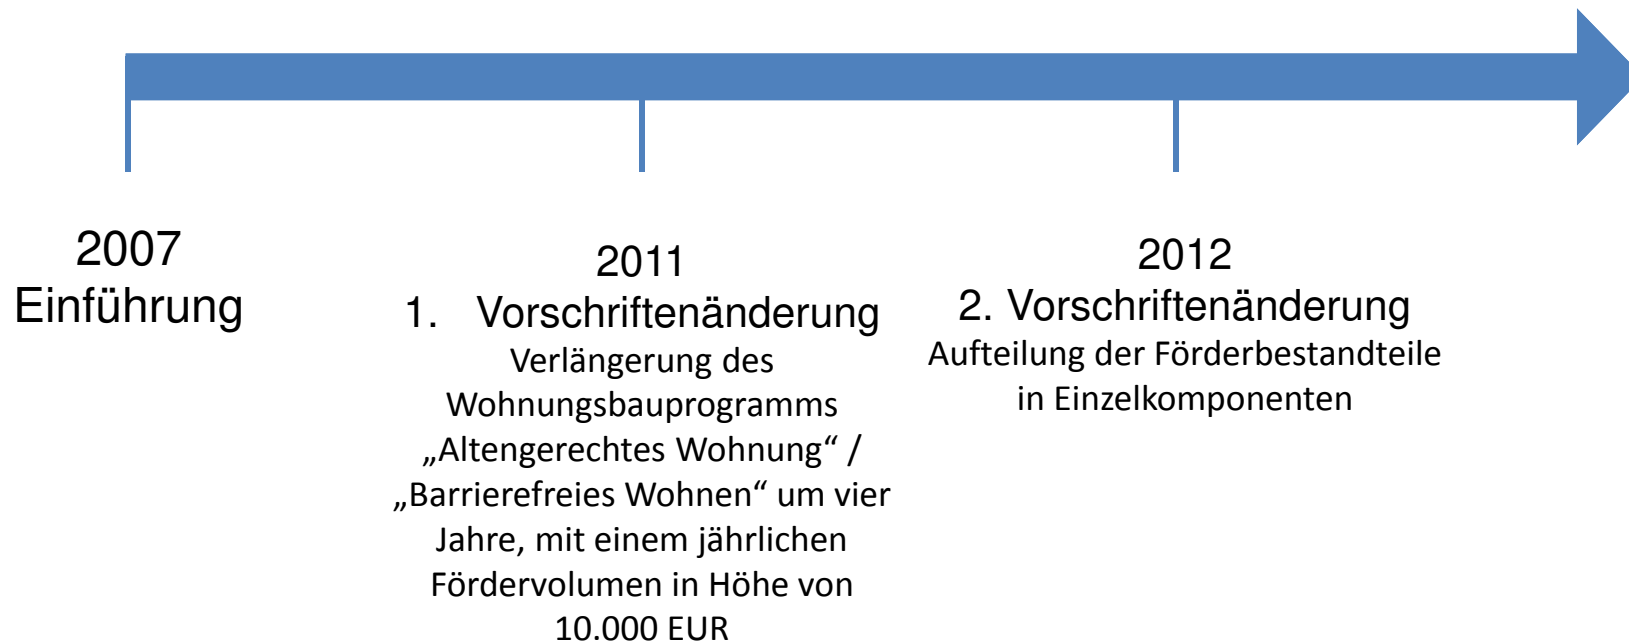 2007
Einführung
2011
1. Vorschriftenänderung
Verlängerung des
Wohnungsbauprogramms
„Altengerechtes Wohnung“ /
„Barrierefreies Wohnen“ um vier
Jahre, mit einem jährlichen
Fördervolumen in Höhe von
10.000 EUR
2012
2. Vorschriftenänderung
Aufteilung der Förderbestandteile
in Einzelkomponenten